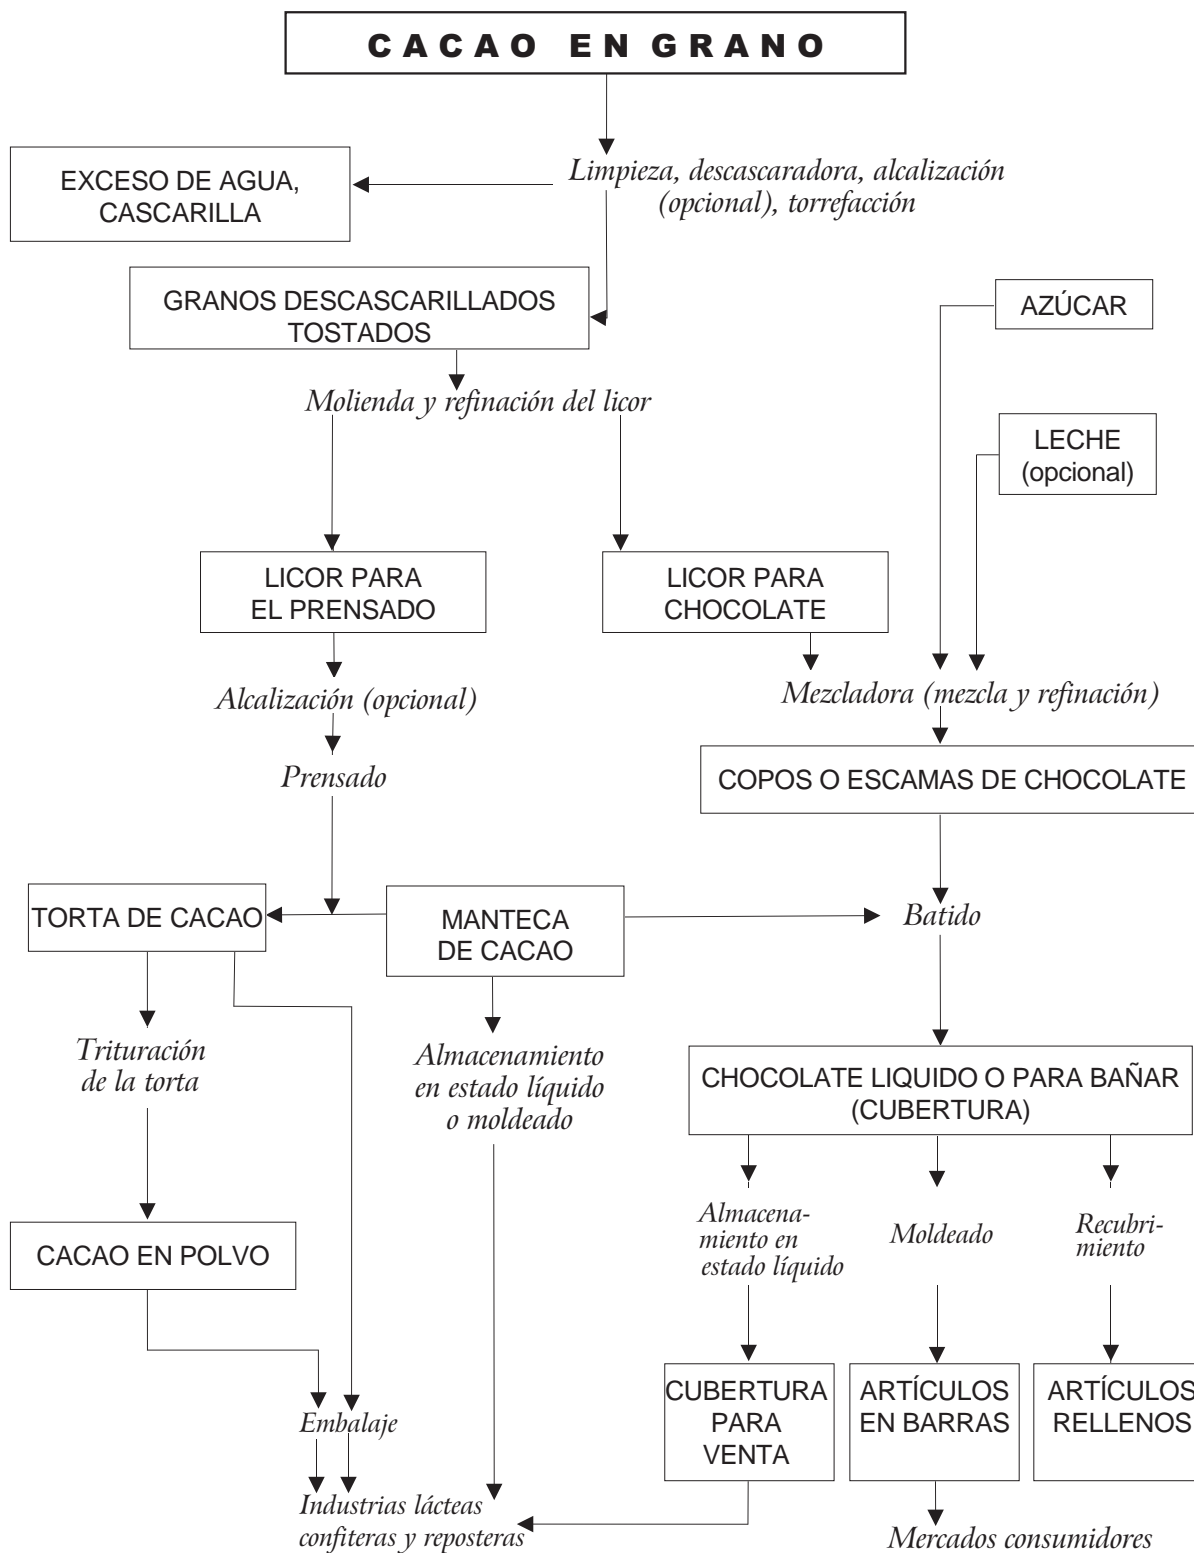 CACAO EN GRANO
EXCESO DE AGUA,
CASCARILLA
Limpieza, descascaradora, alcalización
(opcional), torrefacción
GRANOS DESCASCARILLADOS
TOSTADOS
AZÚCAR
Molienda y refinación del licor
LECHE
(opcional)
LICOR PARA
EL PRENSADO
LICOR PARA
CHOCOLATE
Alcalización (opcional)
Mezcladora (mezcla y refinación)
Prensado
COPOS O ESCAMAS DE CHOCOLATE
TORTA DE CACAO
MANTECA
DE CACAO
Batido
Trituración
de la torta
Almacenamiento
en estado líquido
o moldeado
CHOCOLATE LIQUIDO O PARA BAÑAR
(CUBERTURA)
Almacena-
miento en
estado líquido
Moldeado
Recubri-
miento
CACAO EN POLVO
CUBERTURA
PARA
VENTA
ARTÍCULOS
EN BARRAS
ARTÍCULOS
RELLENOS
Embalaje
Industrias lácteas
confiteras y reposteras
Mercados consumidores